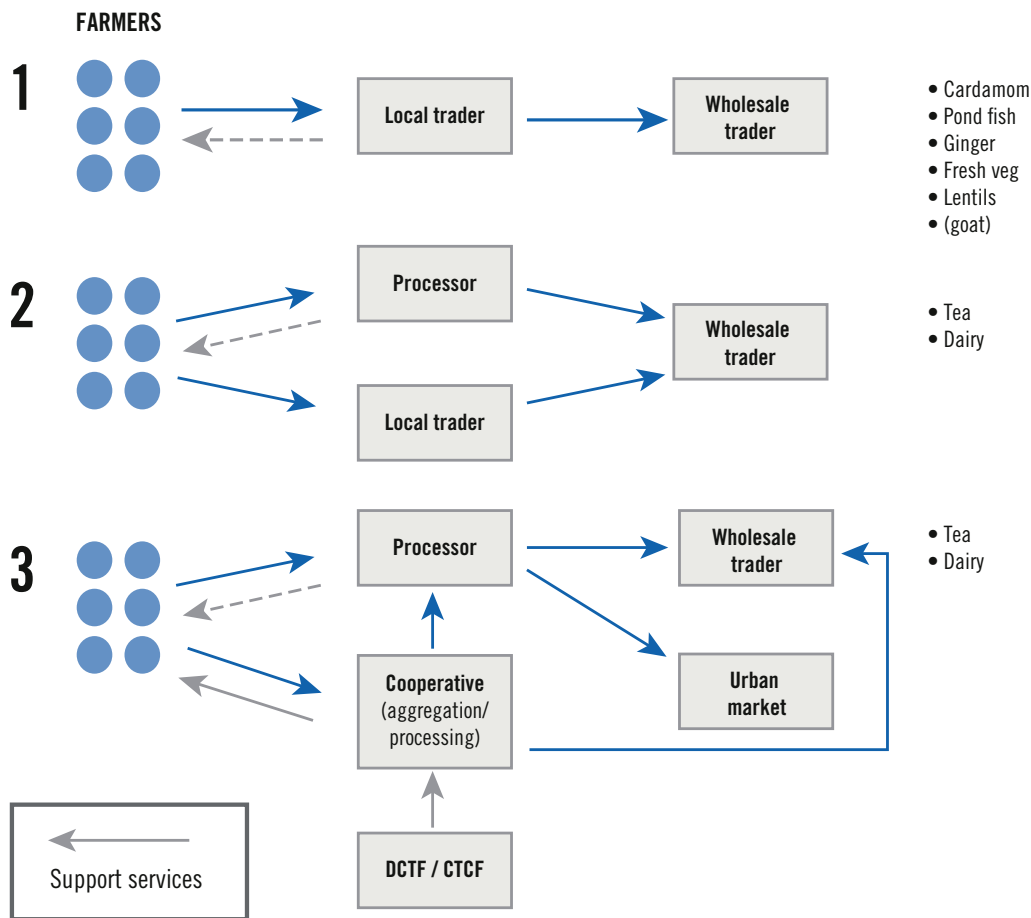 FARMERS
1
Local trader
Wholesale
trader
• Cardamom
• Pond fish
• Ginger
• Fresh veg
• Lentils
• (goat)
2
Processor
Local trader
Wholesale
trader
• Tea
• Dairy
3
Processor
Wholesale
trader
• Tea
• Dairy
Cooperative
(aggregation/
processing)
Urban
market
DCTF / CTCF
Support services